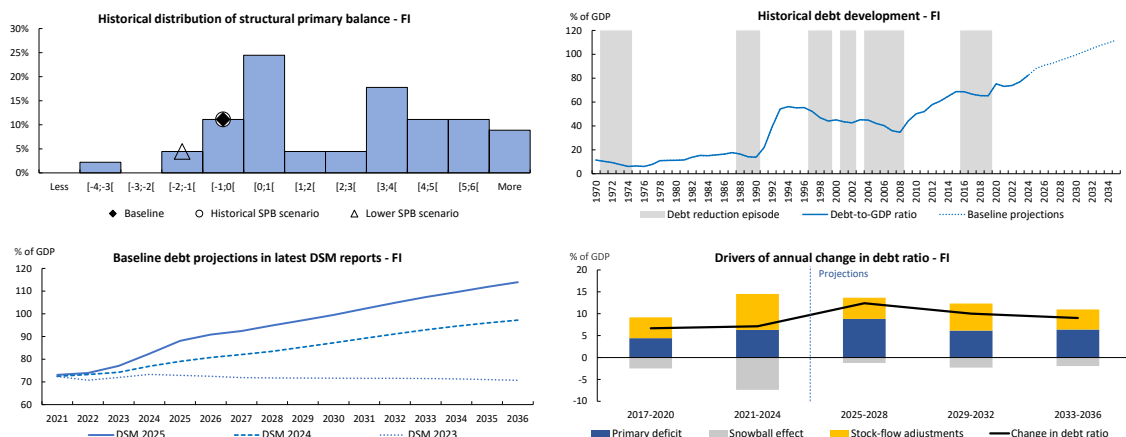 Historical distribution of structural primary balance - FI
30%
25%
20%
15%
10%
5%
0%
Less [-4;-3[ [-3;-2[ [-2;-1[ [-1;0[ [0;1[ [1;2[ [2;3[ [3;4[ [4;5[ [5;6[ More
Baseline Historical SPB scenario Lower SPB scenario
% of GDP
Historical debt development - FI
120
100
80
60
40
20
0
1970 1972 1974 1976 1978 1980 1982 1984 1986 1988 1990 1992 1994 1996 1998 2000 2002 2004 2006 2008 2010 2012 2014 2016 2018 2020 2022 2024 2026 2028 2030 2032 2034
Debt reduction episode Debt-to-GDP ratio Baseline projections
% of GDP
Baseline debt projections in latest DSM reports - FI
120
110
100
90
80
70
60
2021 2022 2023 2024 2025 2026 2027 2028 2029 2030 2031 2032 2033 2034 2035 2036
DSM 2025 DSM 2024 DSM 2023
% of GDP
Drivers of annual change in debt ratio - FI
Projections
20
15
10
5
0
-5
-10
2017-2020 2021-2024 2025-2028 2029-2032 2033-2036
Primary deficit Snowball effect Stock-flow adjustments Change in debt ratio